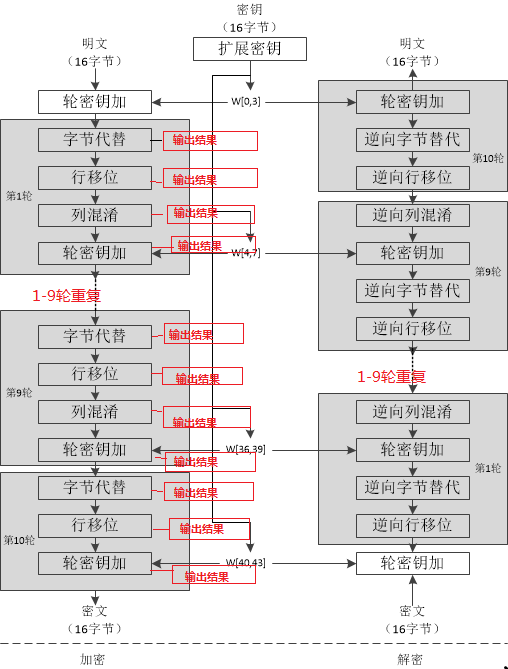 密钥
（16字节）
扩展密钥
明文
（16字节）
轮密钥加
W[0,3]
第1轮
字节代替
输出结果
行移位
输出结果
列混淆
输出结果
轮密钥加
输出结果
W[4,7]
1-9轮重复
第9轮
字节代替
输出结果
行移位
输出结果
列混淆
输出结果
轮密钥加
输出结果
W[36,39]
第10轮
字节代替
输出结果
行移位
输出结果
轮密钥加
输出结果
W[40,43]
密文
（16字节）
加密
明文
（16字节）
轮密钥加
逆向字节替代
第10轮
逆向行移位
逆向列混淆
轮密钥加
第9轮
逆向字节替代
逆向行移位
1-9轮重复
逆向列混淆
轮密钥加
第1轮
逆向字节替代
逆向行移位
轮密钥加
密文
（16字节）
解密